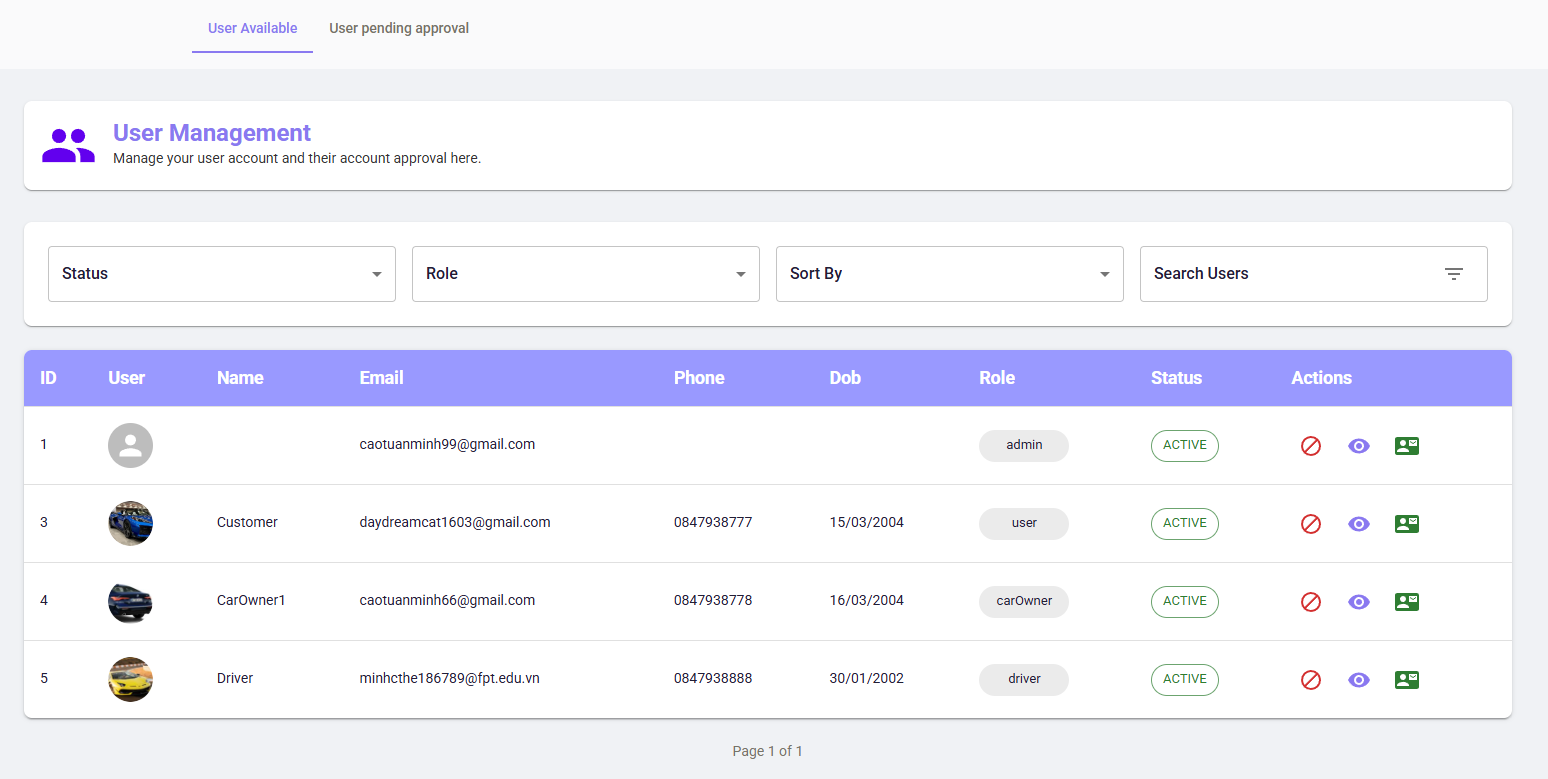 User Available User pending approval
User Management
Manage your user account and their account approval here.
Status Role Sort By Search Users
ID User Name Email Phone Dob Role Status Actions
1 caotuanminh99@gmail.com admin ACTIVE
3 Customer daydreamcat1603@gmail.com 0847938777 15/03/2004 user ACTIVE
4 CarOwner1 caotuanminh66@gmail.com 0847938778 16/03/2004 carOwner ACTIVE
5 Driver minhcthe186789@fpt.edu.vn 0847938888 30/01/2002 driver ACTIVE
Page 1 of 1